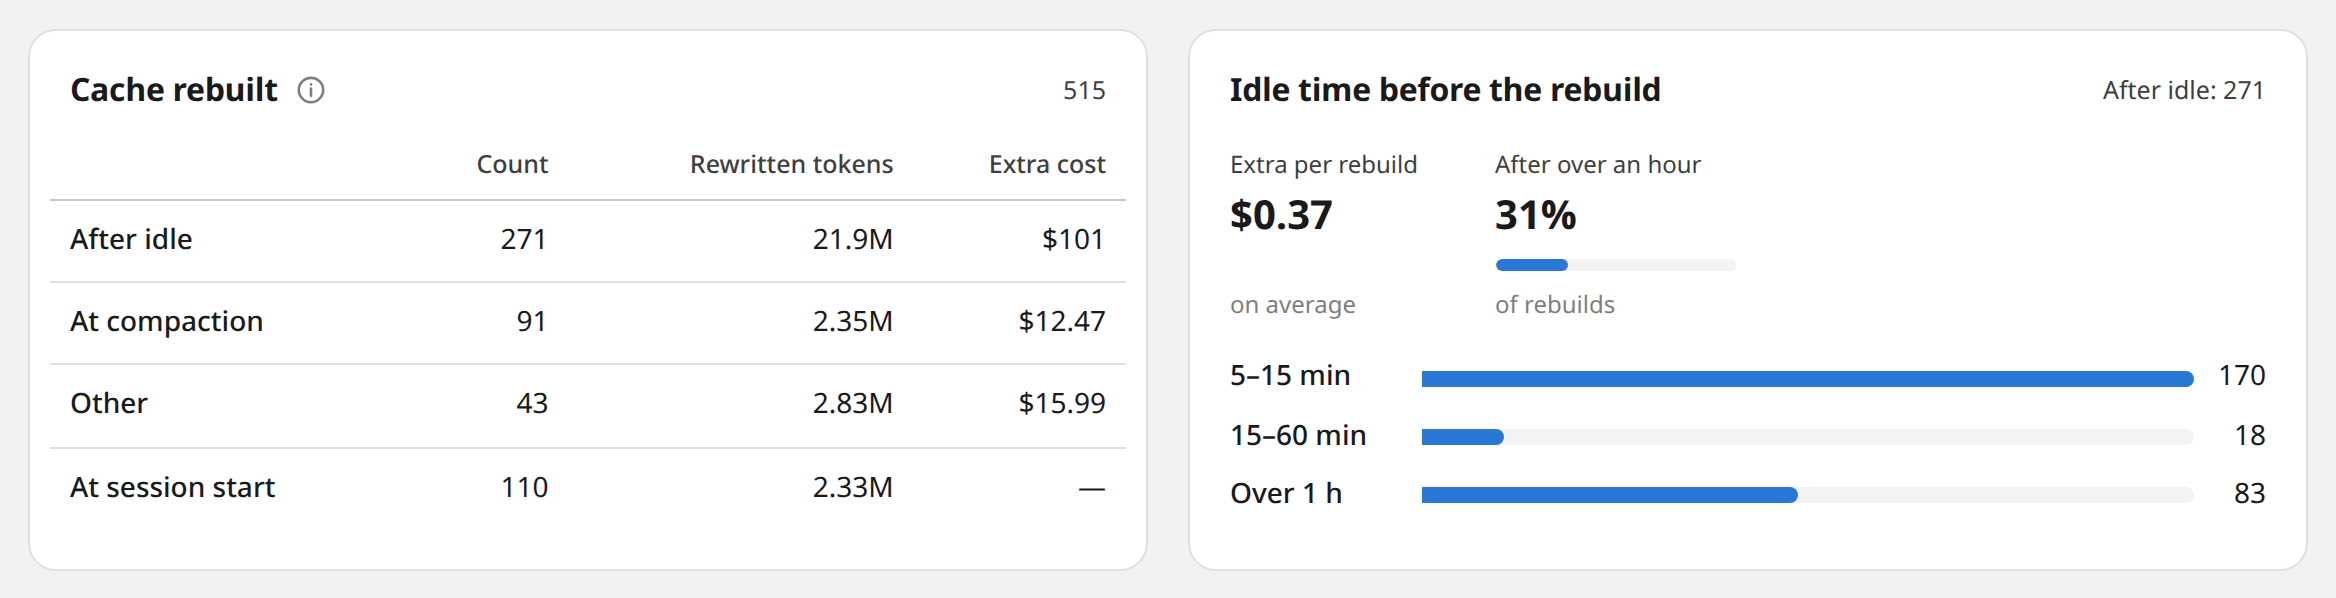 Cache rebuilt 515
Count Rewritten tokens Extra cost
After idle 271 21.9M $101
At compaction 91 2.35M $12.47
Other 43 2.83M $15.99
At session start 110 2.33M —
Idle time before the rebuild After idle: 271
Extra per rebuild After over an hour
$0.37 31%
on average of rebuilds
5–15 min 170
15–60 min 18
Over 1 h 83